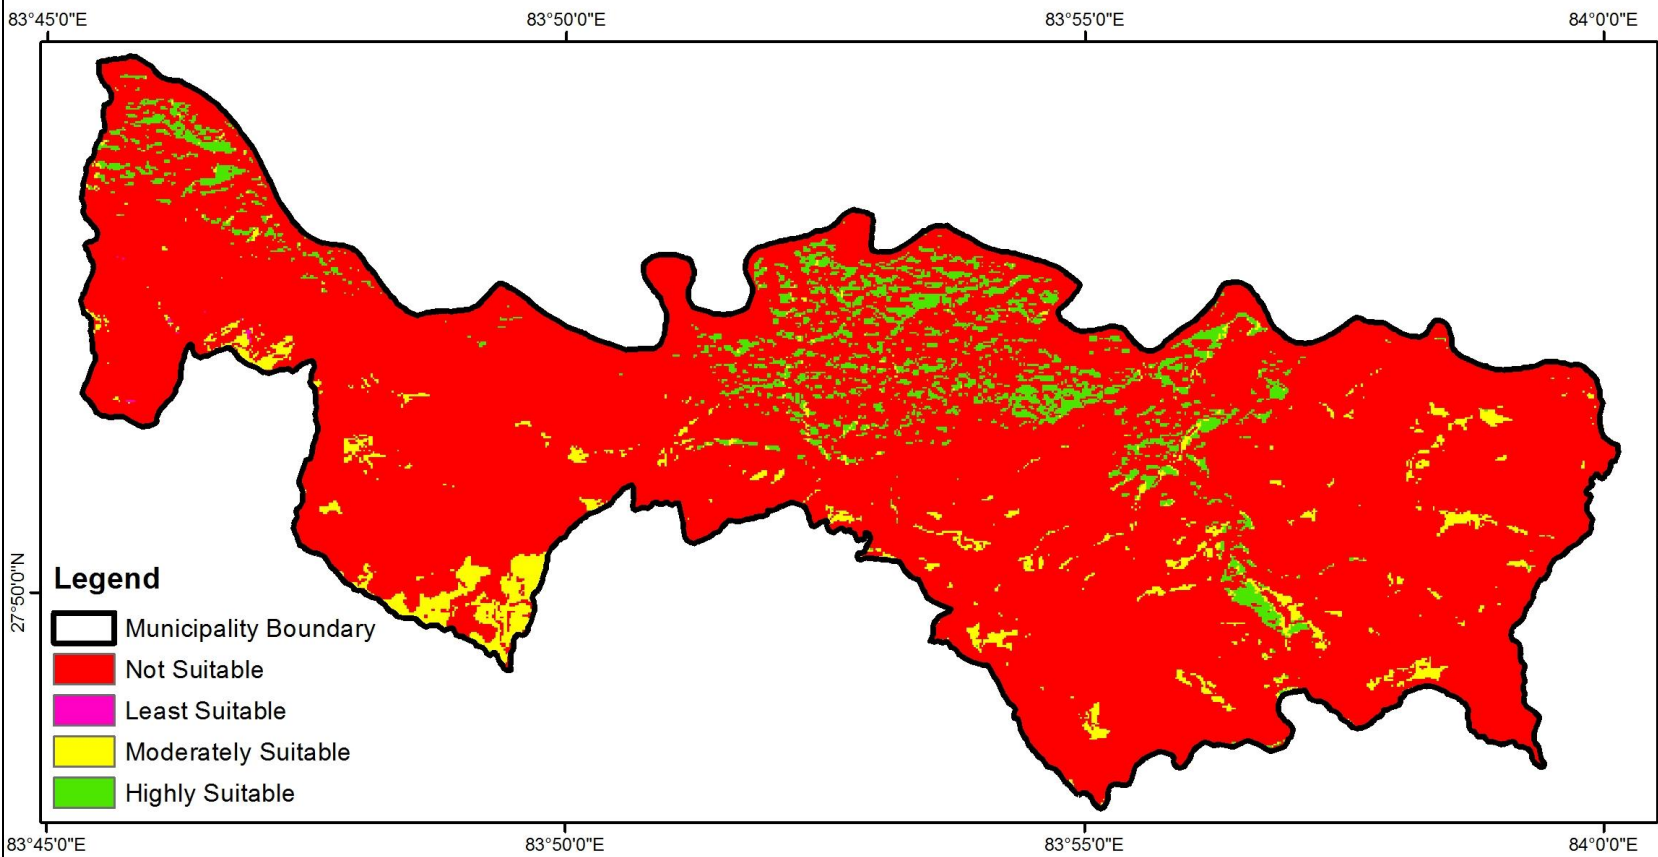 83°45'0"E 83°50'0"E 83°55'0"E 84°0'0"E
27°50'0"N
Legend
Municipality Boundary
Not Suitable
Least Suitable
Moderately Suitable
Highly Suitable
83°45'0"E 83°50'0"E 83°55'0"E 84°0'0"E